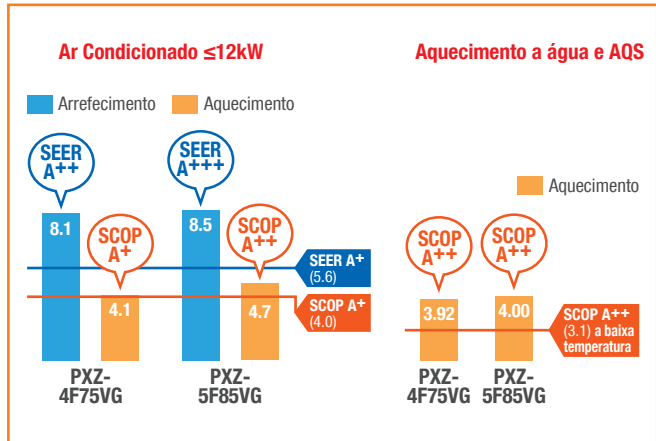 Ar Condicionado ≤12kW
Arrefecimento
Aquecimento
SEER
A++
SEER
A+++
8.1
8.5
SCOP
A+
SCOP
A++
4.1
4.7
SEER A+
(5.6)
SCOP A+
(4.0)
PXZ-
4F75VG
PXZ-
5F85VG
Aquecimento a água e AQS
Aquecimento
SCOP
A++
SCOP
A++
3.92
4.00
SCOP A++
(3.1) a baixa
temperatura
PXZ-
4F75VG
PXZ-
5F85VG